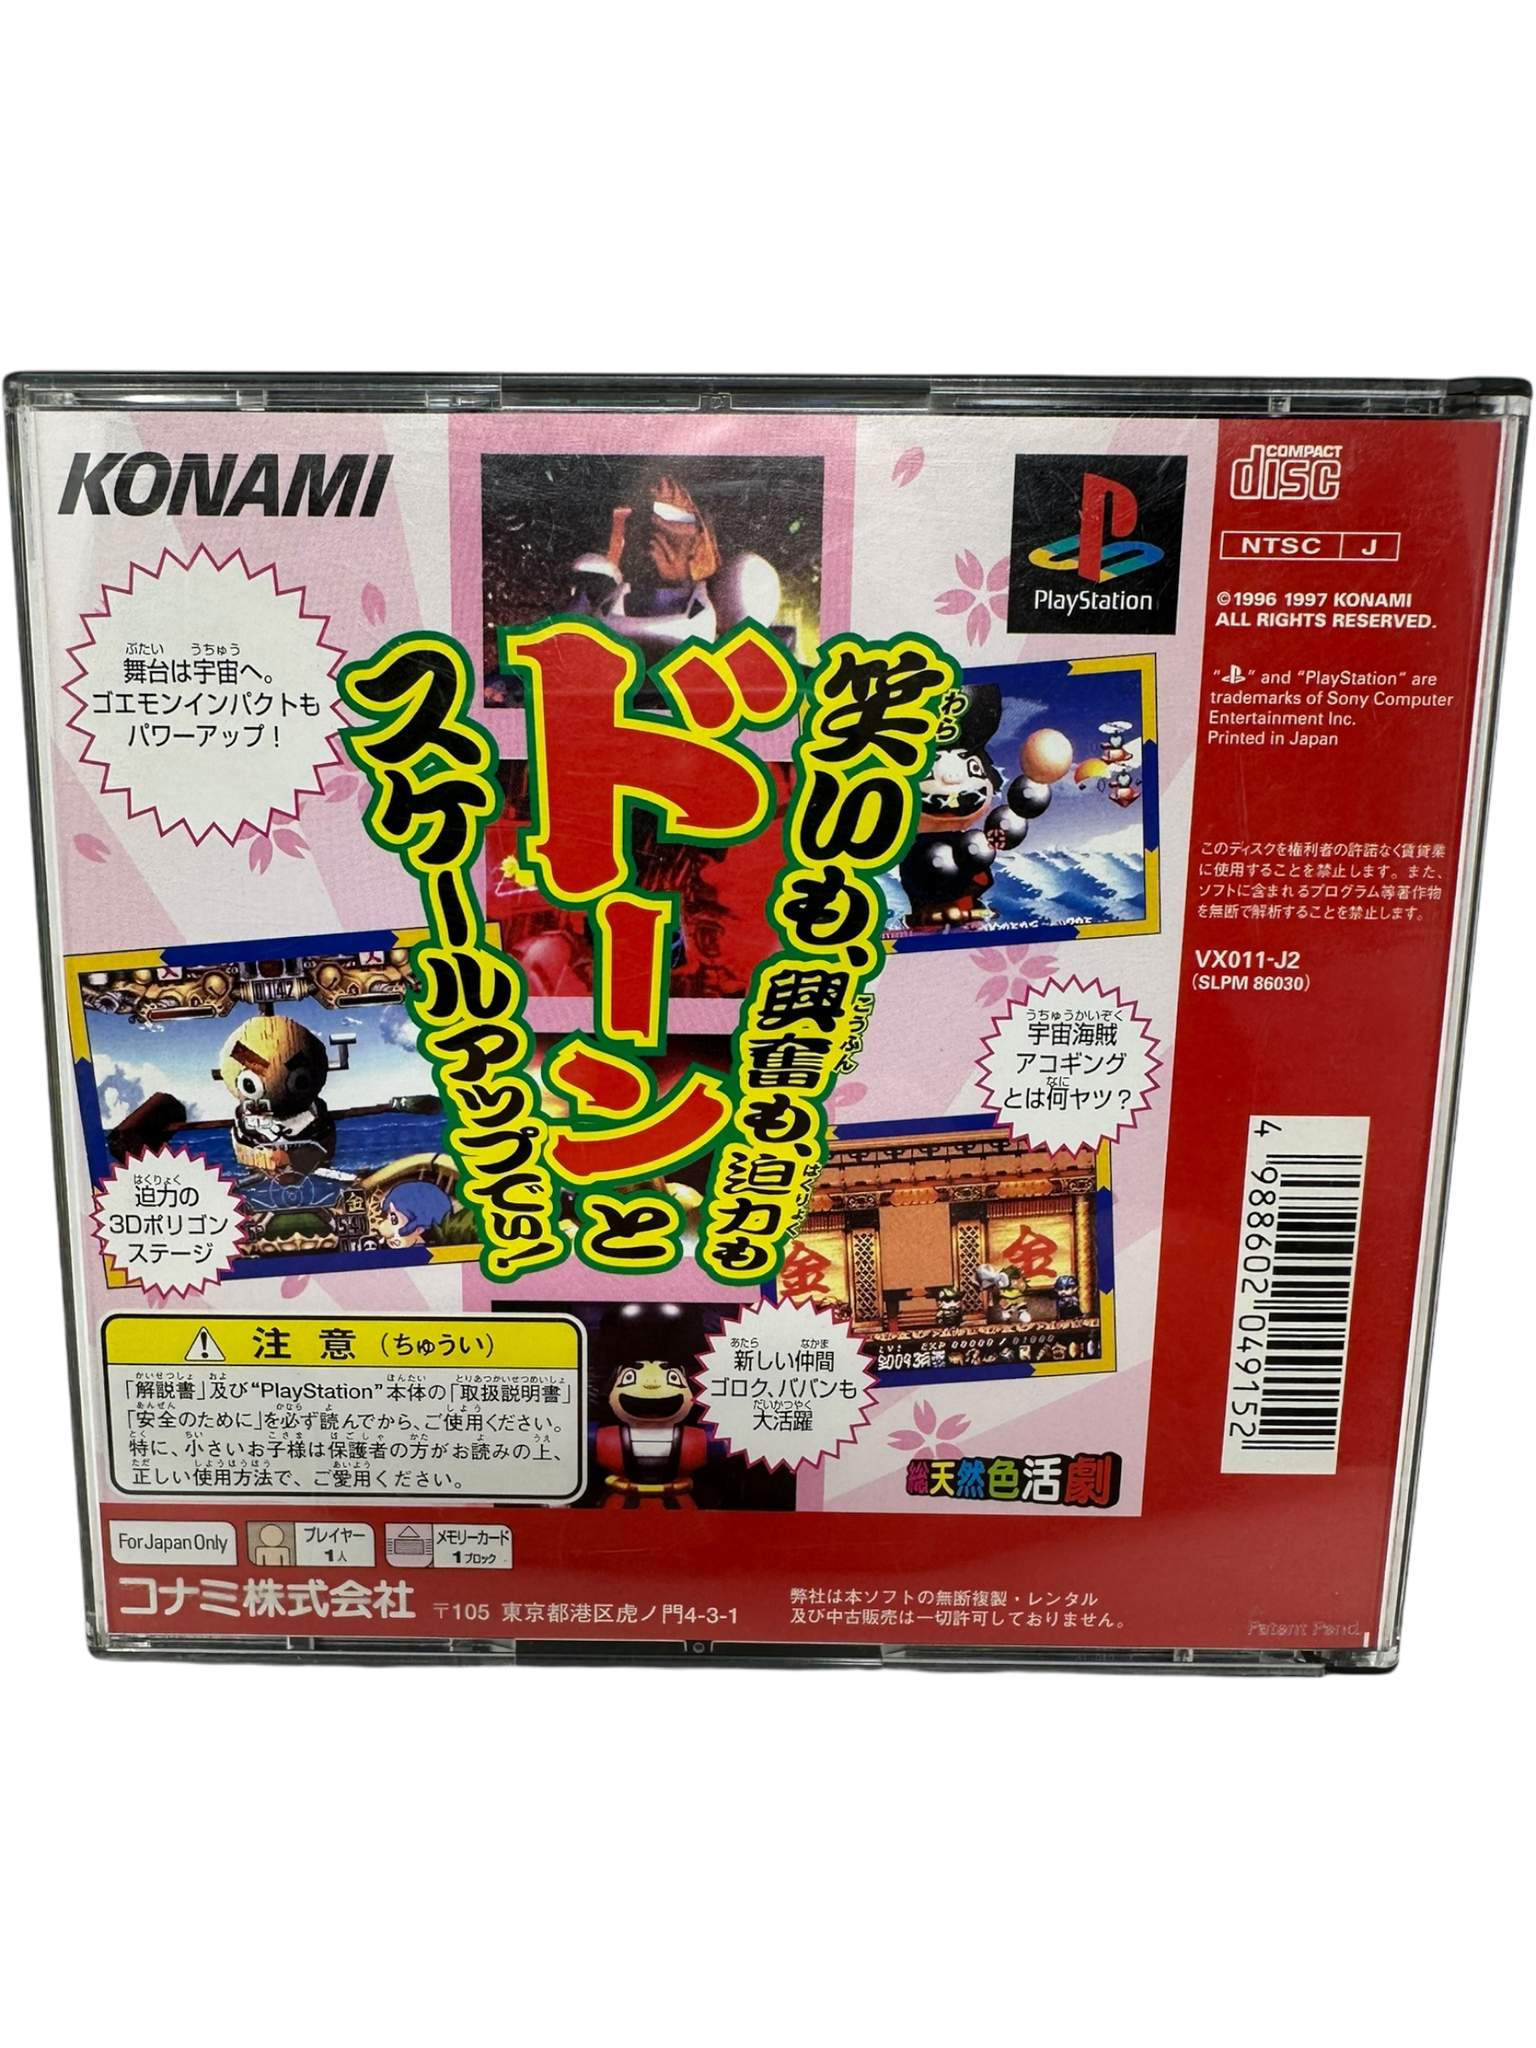 KONAMI
舞台は宇宙へ。
ゴエモンインパクトも
パワーアップ!
笑いも、興奮も、迫力も
ドーンと
スケールアップでい!
PlayStation
宇宙海賊
アコギング
とは何ヤツ?
迫力の
3Dポリゴン
ステージ
新しい仲間
ゴロク、ババンも
大活躍
金
金
総天然色活劇
注意(ちゅうい)
「解説書」及び“PlayStation”本体の「取扱説明書」
「安全のために」を必ず読んでから、ご使用ください。
特に、小さいお子様は保護者の方がお読みの上、
正しい使用方法で、ご愛用ください。
For Japan Only
プレイヤー
1人
メモリーカード
1ブロック
コナミ株式会社 〒105 東京都港区虎ノ門4-3-1
弊社は本ソフトの無断複製・レンタル
及び中古販売は一切許可しておりません。
COMPACT
disc
NTSC J
©1996 1997 KONAMI
ALL RIGHTS RESERVED.
" " and "PlayStation" are
trademarks of Sony Computer
Entertainment Inc.
Printed in Japan
このディスクを権利者の許諾なく賃貸業
に使用することを禁止します。また、
ソフトに含まれるプログラム等著作物
を無断で解析することを禁止します。
VX011-J2
(SLPM 86030)
4 988602 049152
Patent Pend.